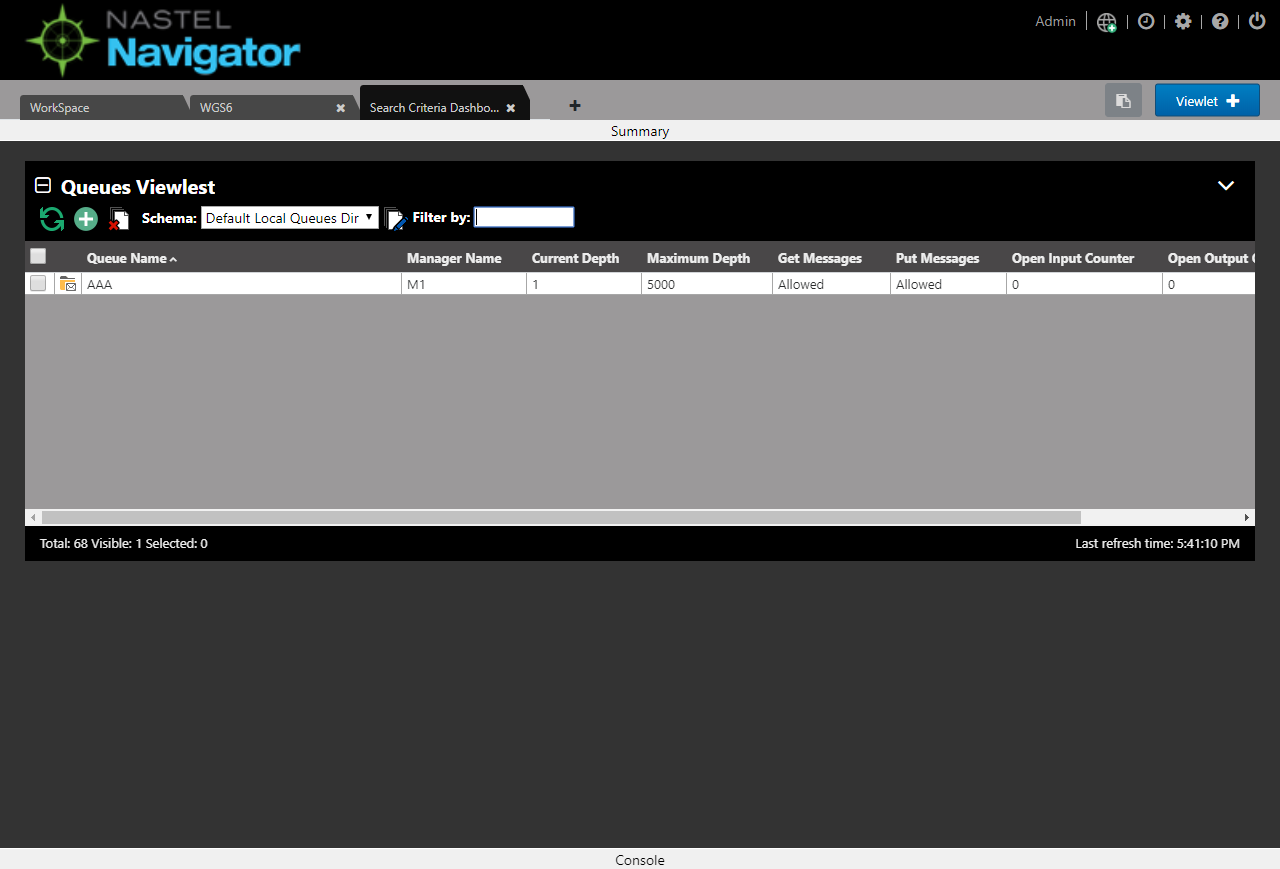 NASTEL
Navigator
Admin
WorkSpace
WGS6
Search Criteria Dashbo...
Viewlet
Summary
Queues Viewlest
Schema: Default Local Queues Dir Filter by:
Queue Name Manager Name Current Depth Maximum Depth Get Messages Put Messages Open Input Counter Open Output
AAA M1 1 5000 Allowed Allowed 0 0
Total: 68 Visible: 1 Selected: 0
Last refresh time: 5:41:10 PM
Console